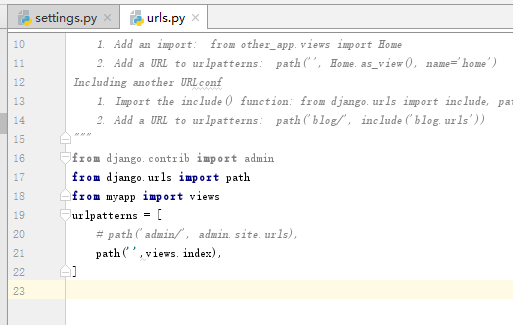 settings.py
urls.py
10 1. Add an import: from other_app.views import Home
11 2. Add a URL to urlpatterns: path('', Home.as_view(), name='home')
12 Including another URLconf
13 1. Import the include() function: from django.urls import include, pa
14 2. Add a URL to urlpatterns: path('blog/', include('blog.urls'))
15 """
16 from django.contrib import admin
17 from django.urls import path
18 from myapp import views
19 urlpatterns = [
20 # path('admin/', admin.site.urls),
21 path('',views.index),
22 ]
23